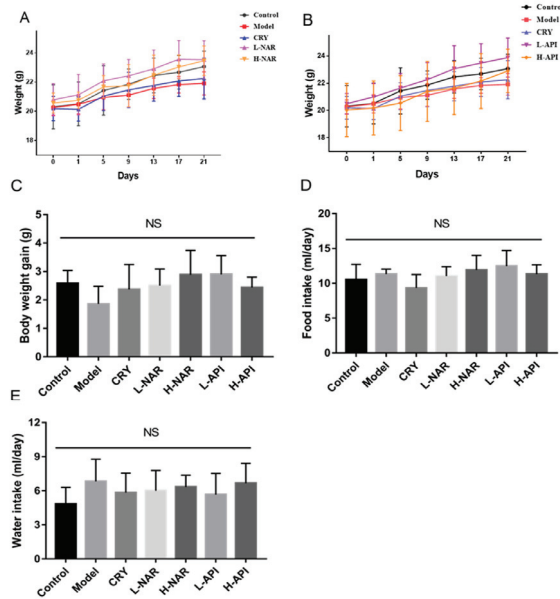 A
Control
Model
CRY
L-NAR
H-NAR
Weight (g)
24
22
20
18
0 1 5 9 13 17 21
Days
B
Control
Model
CRY
L-API
H-API
Weight (g)
24
22
20
18
0 1 5 9 13 17 21
Days
C
NS
Body weight gain (g)
5
4
3
2
1
0
Control Model CRY L-NAR H-NAR L-API H-API
D
NS
Food intake (ml/day)
20
15
10
5
0
Control Model CRY L-NAR H-NAR L-API H-API
E
NS
Water intake (ml/day)
12
9
6
3
0
Control Model CRY L-NAR H-NAR L-API H-API